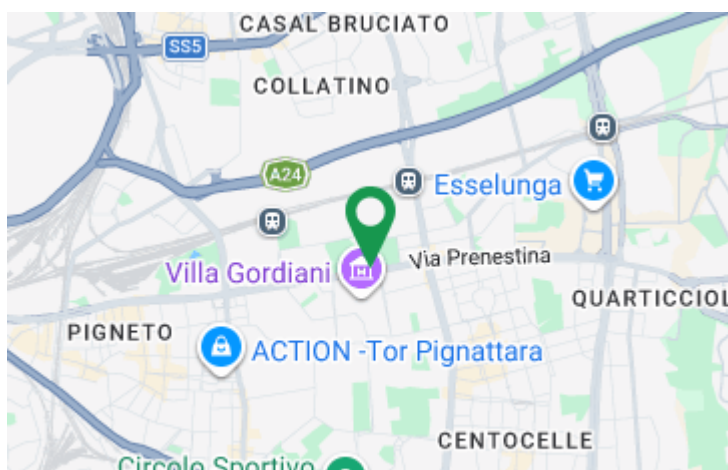 CASAL BRUCIATO
SS5
COLLATINO
A24
Esselunga
Via Prenestina
Villa Gordiani
QUARTICCIOL
PIGNETO
ACTION -Tor Pignattara
CENTOCELLE
Circolo Sportivo